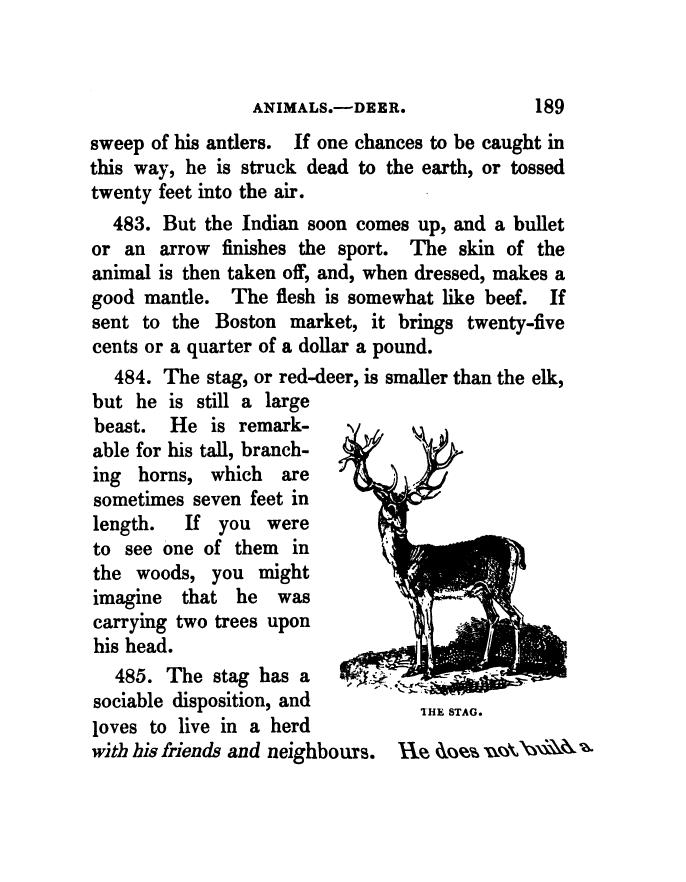 ANIMALS.—DEER. 189
sweep of his antlers. If one chances to be caught in
this way, he is struck dead to the earth, or tossed
twenty feet into the air.
483. But the Indian soon comes up, and a bullet
or an arrow finishes the sport. The skin of the
animal is then taken off, and, when dressed, makes a
good mantle. The flesh is somewhat like beef. If
sent to the Boston market, it brings twenty-five
cents or a quarter of a dollar a pound.
484. The stag, or red-deer, is smaller than the elk,
but he is still a large
beast. He is remark-
able for his tall, branch-
ing horns, which are
sometimes seven feet in
length. If you were
to see one of them in
the woods, you might
imagine that he was
carrying two trees upon
his head.
485. The stag has a
sociable disposition, and
loves to live in a herd
THE STAG.
with his friends and neighbours. He does not build a